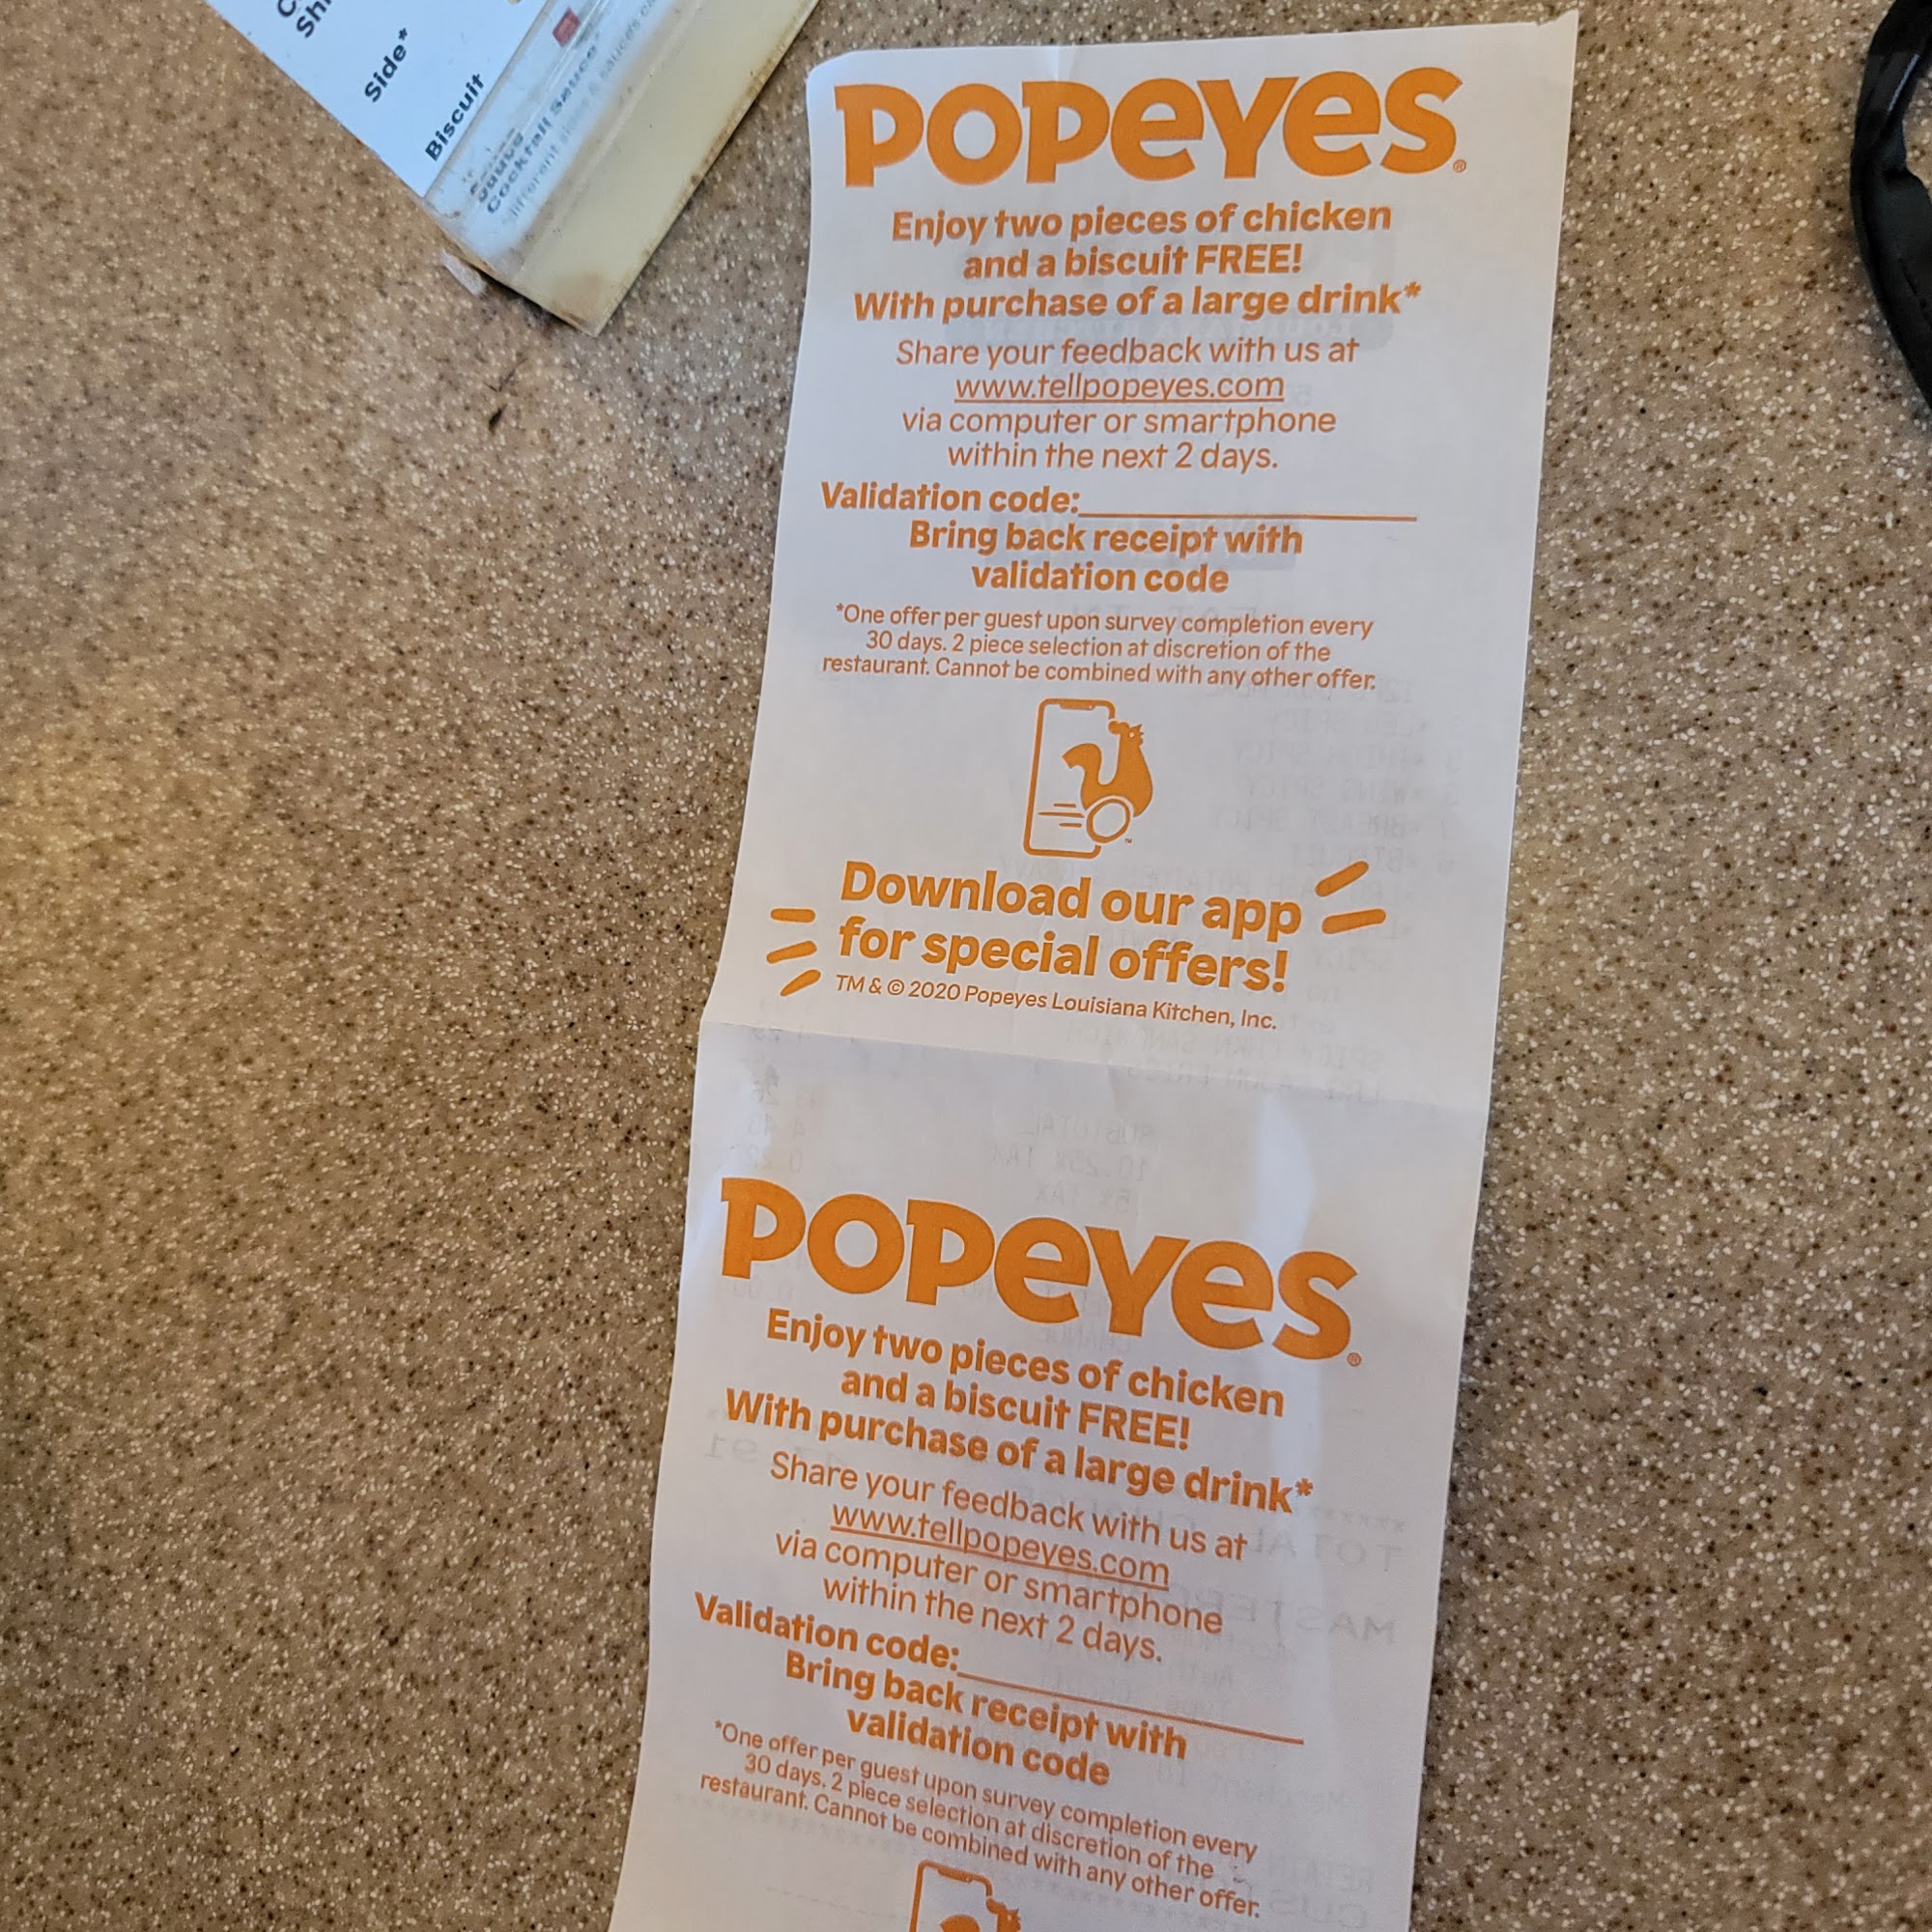 Side*
Biscuit
Cocktail Sauce
POPEYES®
Enjoy two pieces of chicken
and a biscuit FREE!
With purchase of a large drink*
Share your feedback with us at
www.tellpopeyes.com
via computer or smartphone
within the next 2 days.
Validation code:
Bring back receipt with
validation code
*One offer per guest upon survey completion every
30 days. 2 piece selection at discretion of the
restaurant. Cannot be combined with any other offer.
Download our app
for special offers!
TM & © 2020 Popeyes Louisiana Kitchen, Inc.
POPEYES®
Enjoy two pieces of chicken
and a biscuit FREE!
With purchase of a large drink*
Share your feedback with us at
www.tellpopeyes.com
via computer or smartphone
within the next 2 days.
Validation code:
Bring back receipt with
validation code
*One offer per guest upon survey completion every
30 days. 2 piece selection at discretion of the
restaurant. Cannot be combined with any other offer.